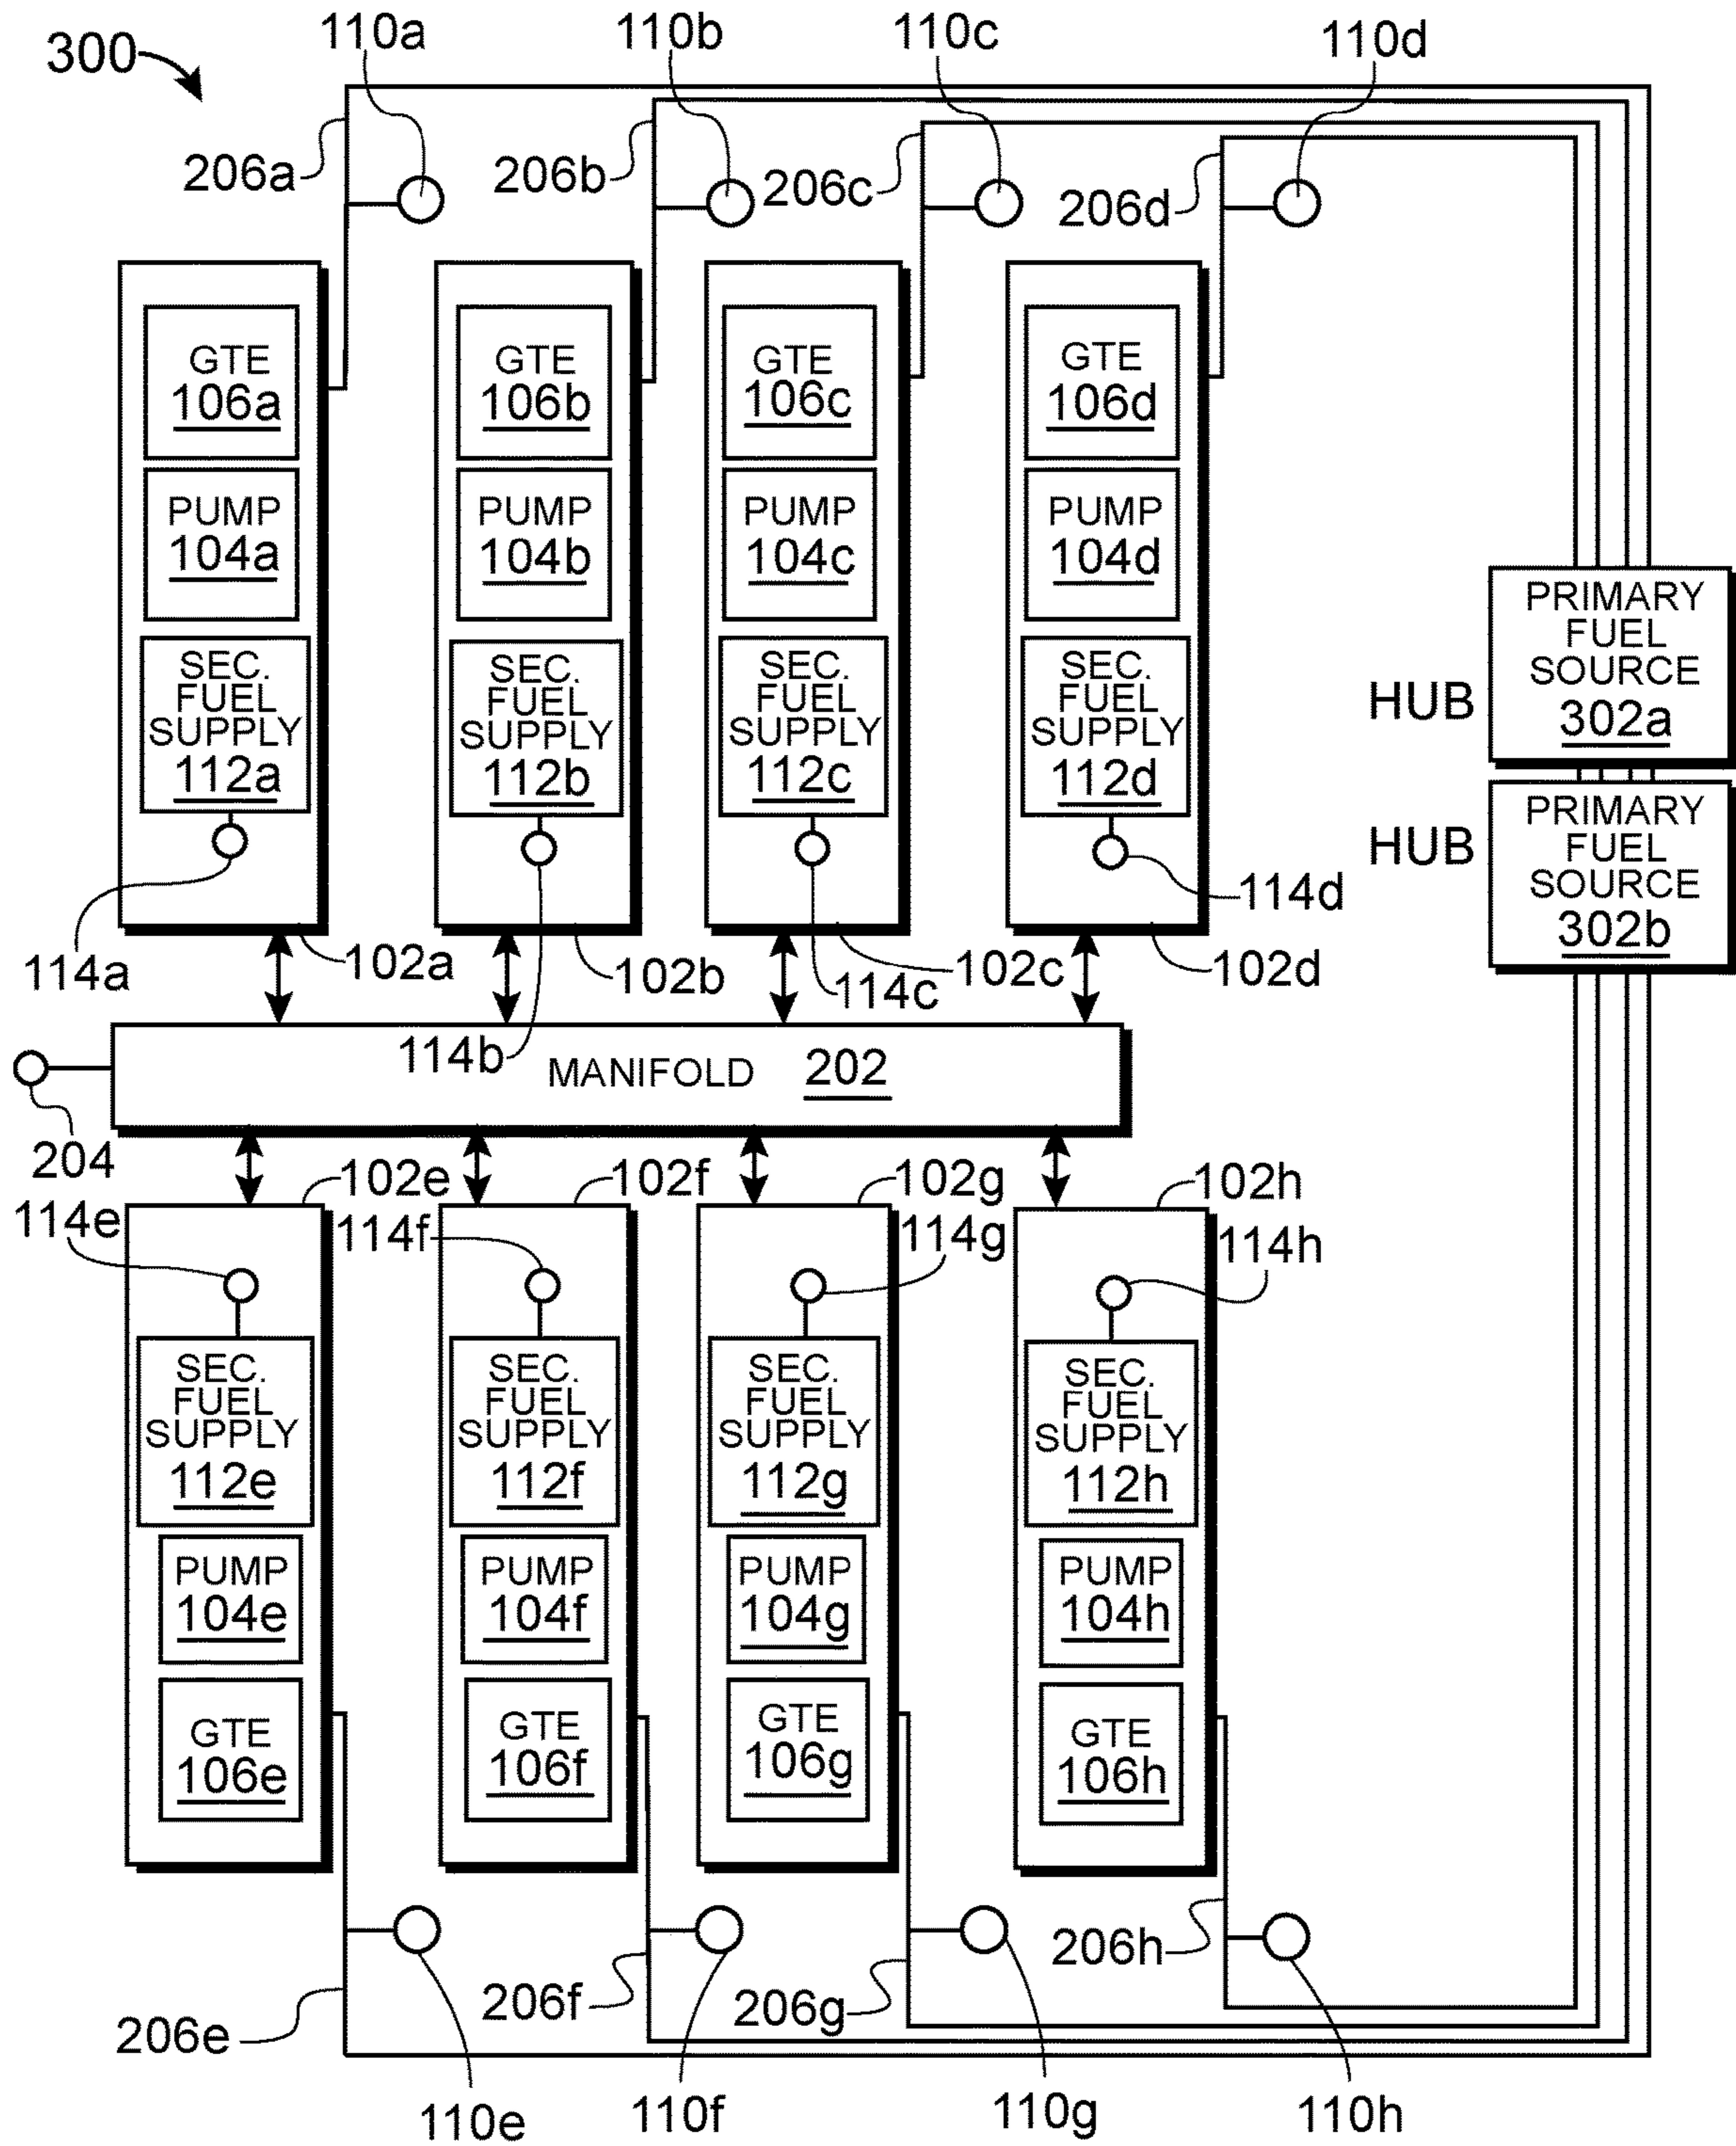 300
110a
110b
110c
110d
206a
206b
206c
206d
GTE
106a
GTE
106b
GTE
106c
GTE
106d
PUMP
104a
PUMP
104b
PUMP
104c
PUMP
104d
SEC.
FUEL
SUPPLY
112a
SEC.
FUEL
SUPPLY
112b
SEC.
FUEL
SUPPLY
112c
SEC.
FUEL
SUPPLY
112d
HUB
PRIMARY
FUEL
SOURCE
302a
HUB
PRIMARY
FUEL
SOURCE
302b
114a
102a
102b
114b
114c
102c
114d
102d
MANIFOLD 202
204
114e
102e
114f
102f
102g
114g
102h
114h
SEC.
FUEL
SUPPLY
112e
SEC.
FUEL
SUPPLY
112f
SEC.
FUEL
SUPPLY
112g
SEC.
FUEL
SUPPLY
112h
PUMP
104e
PUMP
104f
PUMP
104g
PUMP
104h
GTE
106e
GTE
106f
GTE
106g
GTE
106h
206e
206f
206g
206h
110e
110f
110g
110h